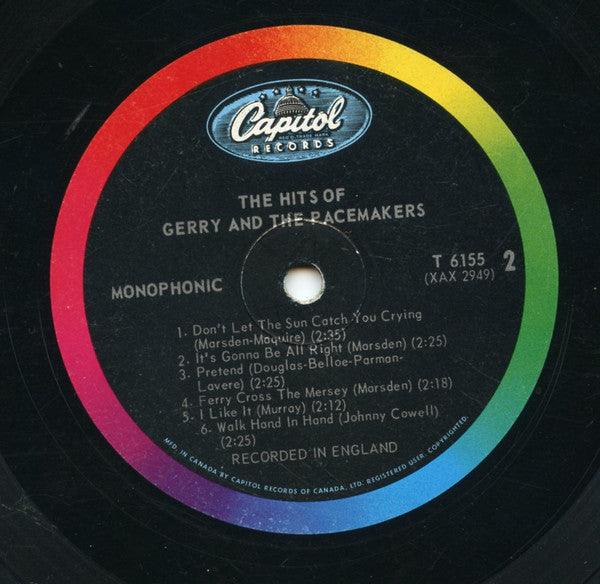 Capitol
REG'D. TRADE MARK
RECORDS
THE HITS OF
GERRY AND THE PACEMAKERS
MONOPHONIC
T 6155 2
(XAX 2949)
1. Don't Let The Sun Catch You Crying
(Marsden-Maquire) (2:35)
2. It's Gonna Be All Right (Marsden) (2:25)
3. Pretend (Douglas-Belloe-Parman-
Lavere) (2:25)
4. Ferry Cross The Mersey (Marsden) (2:18)
5. I Like It (Murray) (2:12)
6. Walk Hand In Hand (Johnny Cowell)
(2:25)
RECORDED IN ENGLAND
MFD. IN CANADA BY CAPITOL RECORDS OF CANADA, LTD. REGISTERED USER. COPYRIGHTED.